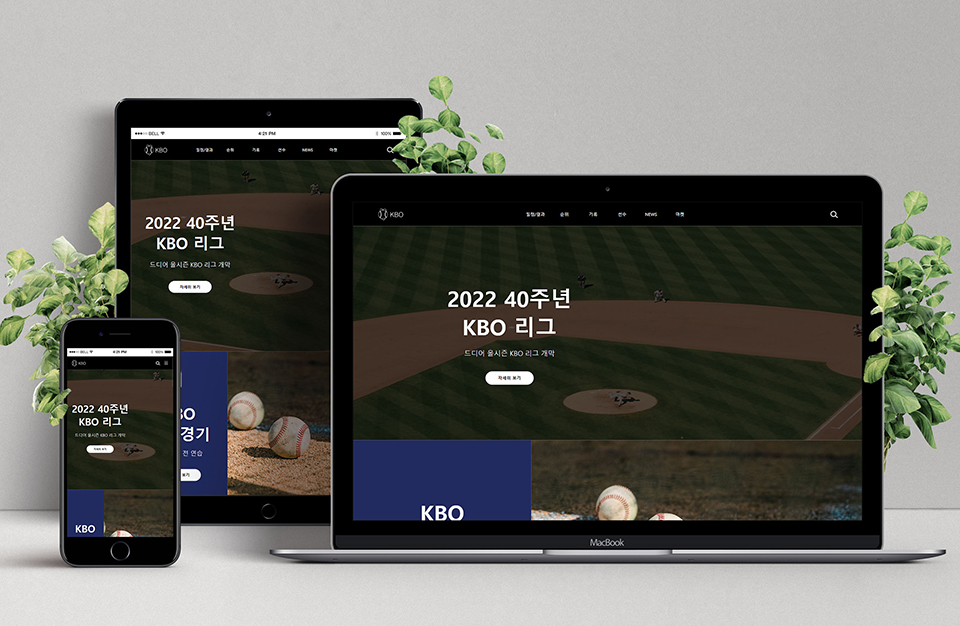 ●●●○○ BELL
4:21 PM
100%
KBO
일정/결과 순위 기록 선수 NEWS 마켓
2022 40주년
KBO 리그
드디어 올시즌 KBO 리그 개막
자세히 보기
BO
경기
전 연습
보기
KBO
일정/결과 순위 기록 선수 NEWS 마켓
2022 40주년
KBO 리그
드디어 올시즌 KBO 리그 개막
자세히 보기
KBO
MacBook
●●●○○ BELL
4:21 PM
100%
KBO
2022 40주년
KBO 리그
드디어 올시즌 KBO 리그 개막
자세히 보기
KBO